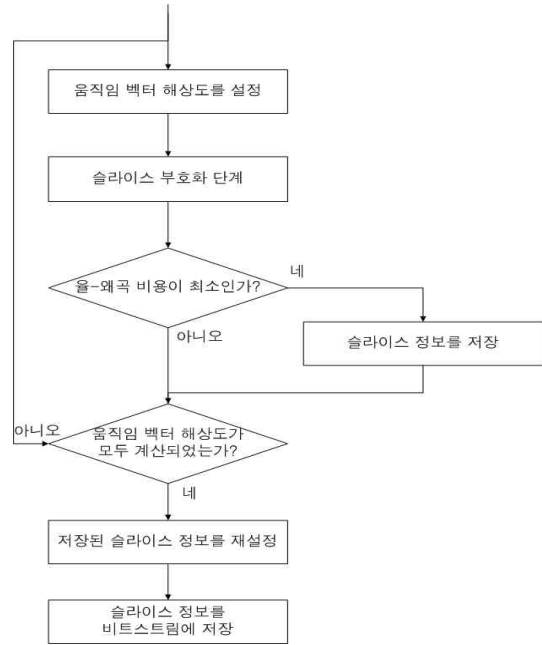 움직임 벡터 해상도를 설정
슬라이스 부호화 단계
율-왜곡 비용이 최소인가?
네
아니오
슬라이스 정보를 저장
아니오
움직임 벡터 해상도가
모두 계산되었는가?
네
저장된 슬라이스 정보를 재설정
슬라이스 정보를
비트스트림에 저장